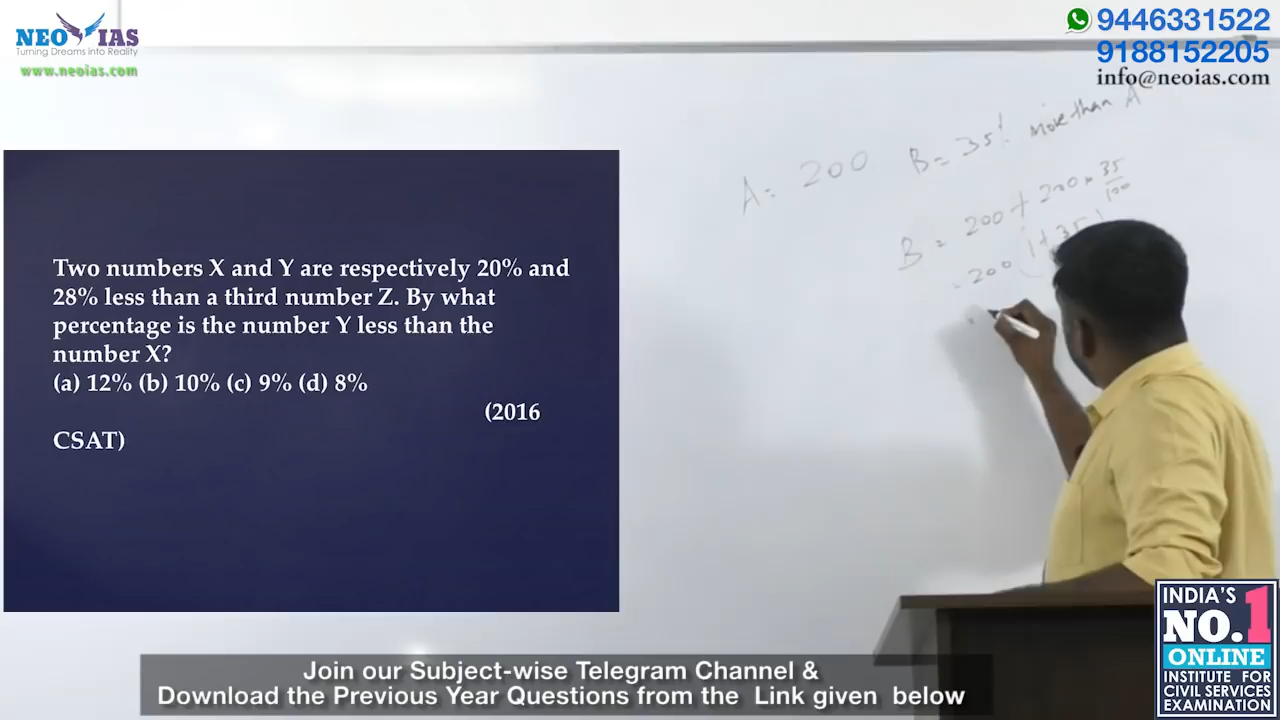 NEO IAS
Turning Dreams into Reality
www.neoias.com
9446331522
9188152205
info@neoias.com
Two numbers X and Y are respectively 20% and
28% less than a third number Z. By what
percentage is the number Y less than the
number X?
(a) 12% (b) 10% (c) 9% (d) 8%
(2016
CSAT)
A = 200 B = 35% more than A
B = 200 + 200 × 35/100
= 200 (1 + 35
INDIA'S
NO.1
ONLINE
INSTITUTE FOR
CIVIL SERVICES
EXAMINATION
Join our Subject-wise Telegram Channel &
Download the Previous Year Questions from the Link given below